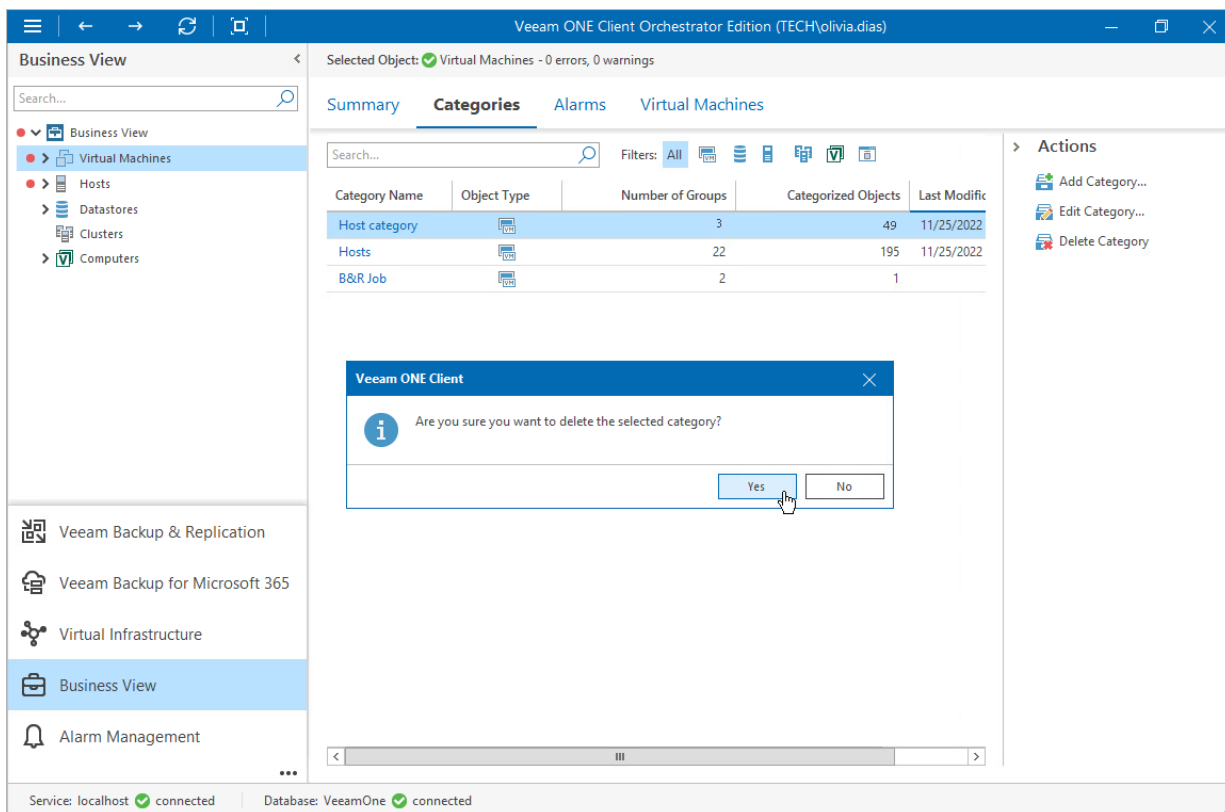 Veeam ONE Client Orchestrator Edition (TECH\olivia.dias)
Business View
Search...
Business View
Virtual Machines
Hosts
Datastores
Clusters
Computers
Veeam Backup & Replication
Veeam Backup for Microsoft 365
Virtual Infrastructure
Business View
Alarm Management
Selected Object: Virtual Machines - 0 errors, 0 warnings
Summary Categories Alarms Virtual Machines
Search... Filters: All
Category Name Object Type Number of Groups Categorized Objects Last Modific
Host category 3 49 11/25/2022
Hosts 22 195 11/25/2022
B&R Job 2 1
Veeam ONE Client
Are you sure you want to delete the selected category?
Yes No
Actions
Add Category...
Edit Category...
Delete Category
Service: localhost connected Database: VeeamOne connected